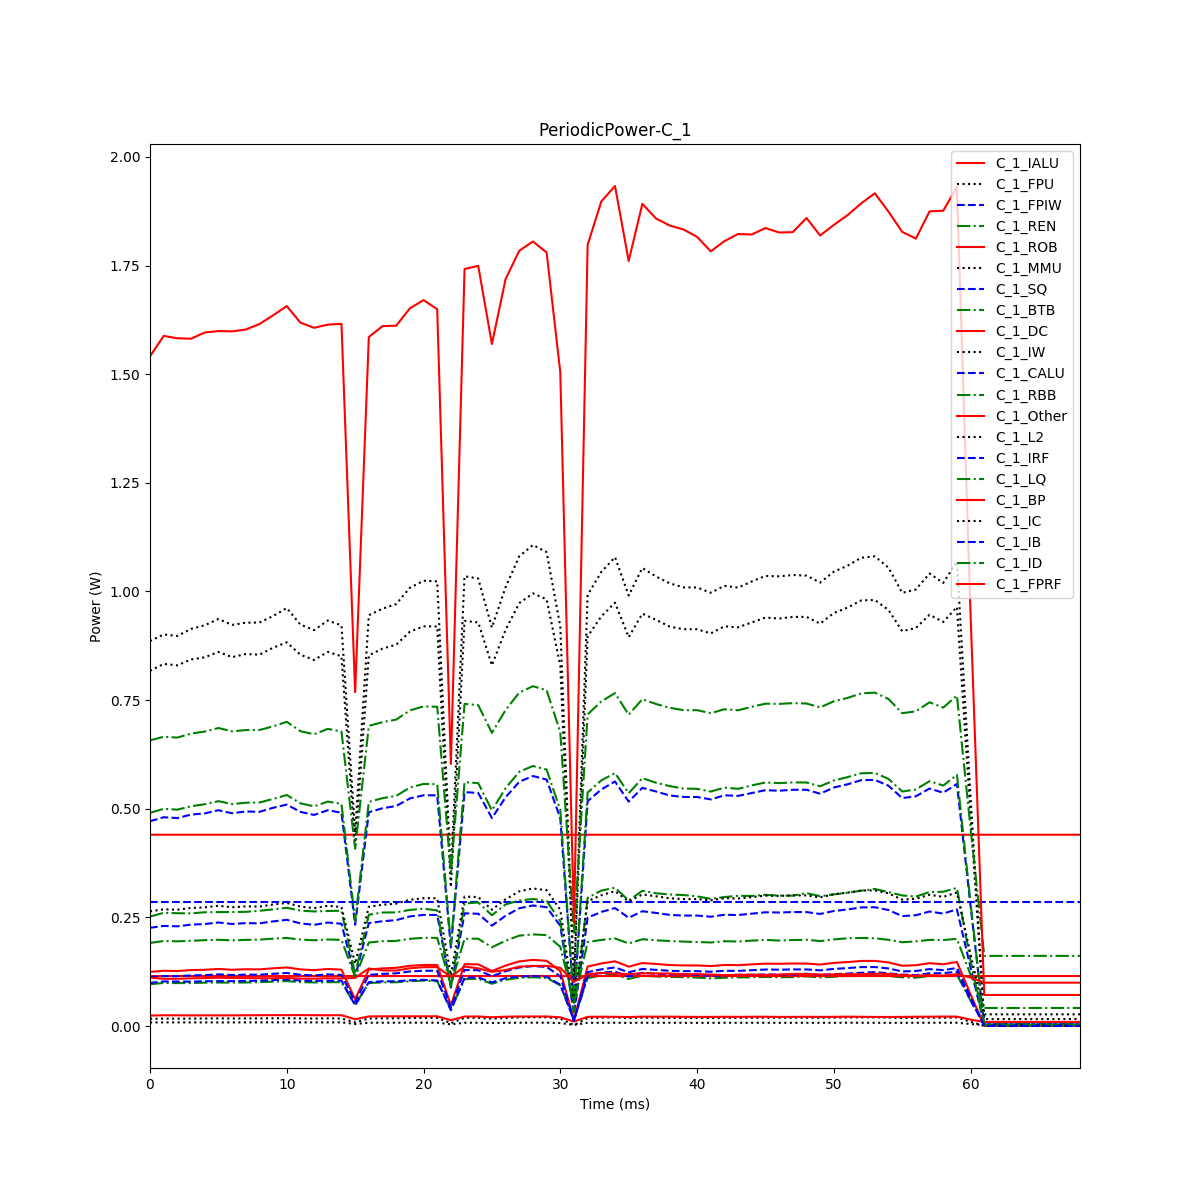 PeriodicPower-C_1
2.00
1.75
1.50
1.25
1.00
0.75
0.50
0.25
0.00
Power (W)
0 10 20 30 40 50 60
Time (ms)
C_1_IALU
C_1_FPU
C_1_FPIW
C_1_REN
C_1_ROB
C_1_MMU
C_1_SQ
C_1_BTB
C_1_DC
C_1_IW
C_1_CALU
C_1_RBB
C_1_Other
C_1_L2
C_1_IRF
C_1_LQ
C_1_BP
C_1_IC
C_1_IB
C_1_ID
C_1_FPRF